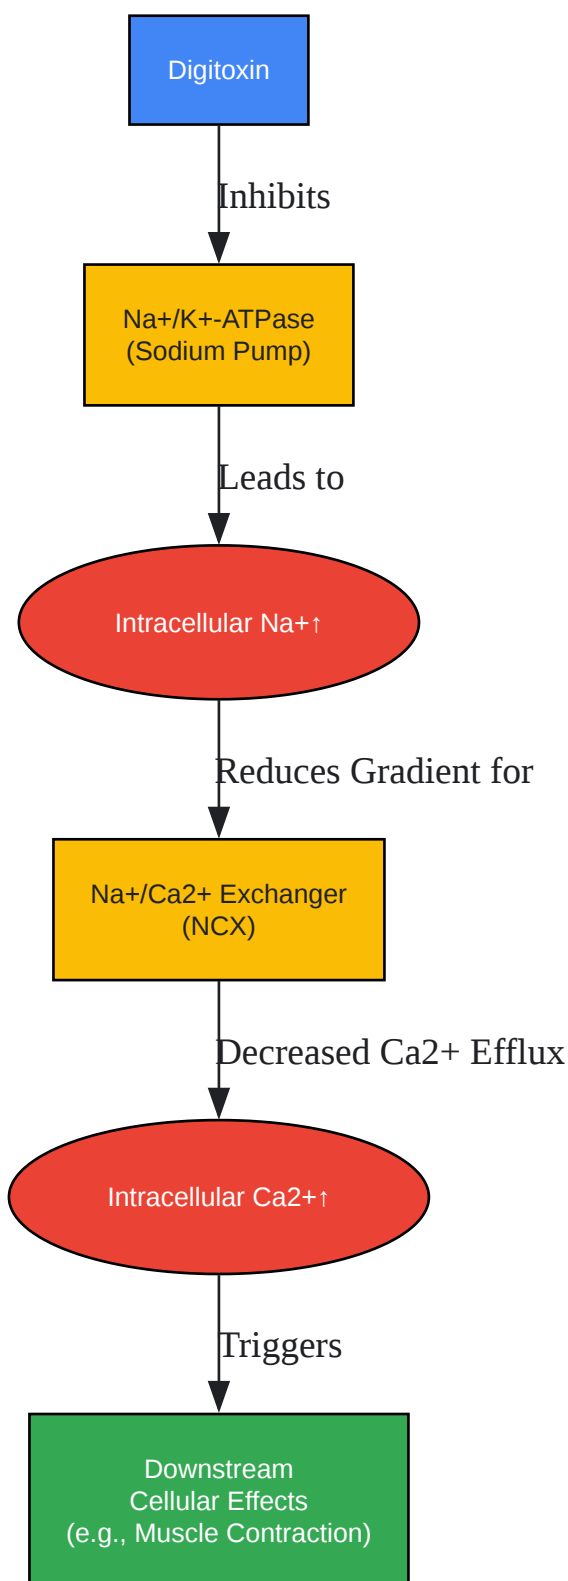 Digitoxin
Inhibits
Na+/K+-ATPase
(Sodium Pump)
Leads to
Intracellular Na+↑
Reduces Gradient for
Na+/Ca2+ Exchanger
(NCX)
Decreased Ca2+ Efflux
Intracellular Ca2+↑
Triggers
Downstream
Cellular Effects
(e.g., Muscle Contraction)